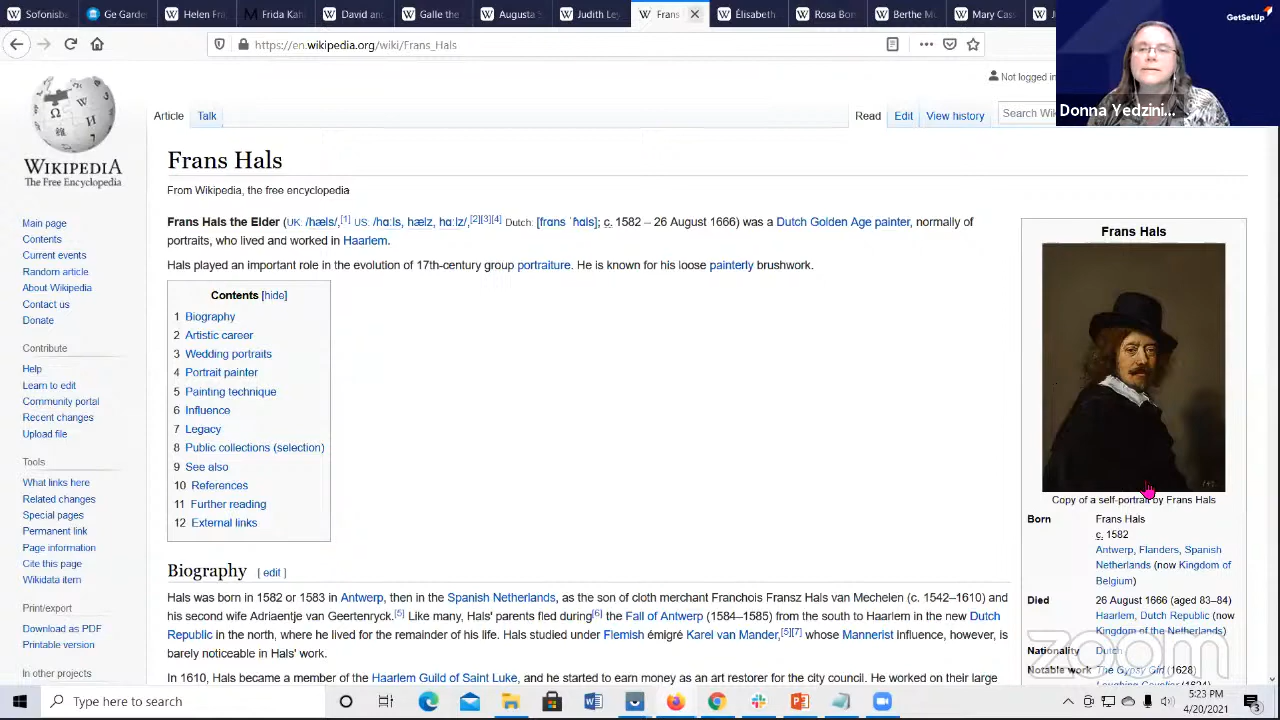 Sofonisb
Ge Garder
Helen Fra
Frida Kah
David and
Galle the
Augusta S
Judith Ley
Frans
Élisabeth
Rosa Bon
Berthe Mo
Mary Cass
GetSetUp
https://en.wikipedia.org/wiki/Frans_Hals
Donna Yedzini...
Not logged in
WIKIPEDIA
The Free Encyclopedia
Article
Talk
Read
Edit
View history
Search Wi
Frans Hals
From Wikipedia, the free encyclopedia
Frans Hals the Elder (UK: /hæls/,[1] US: /hɑːls, hælz, hɑːlz/,[2][3][4] Dutch: [frɑns ˈɦɑls]; c. 1582 – 26 August 1666) was a Dutch Golden Age painter, normally of
portraits, who lived and worked in Haarlem.
Hals played an important role in the evolution of 17th-century group portraiture. He is known for his loose painterly brushwork.
Contents [hide]
1 Biography
2 Artistic career
3 Wedding portraits
4 Portrait painter
5 Painting technique
6 Influence
7 Legacy
8 Public collections (selection)
9 See also
10 References
11 Further reading
12 External links
Biography [ edit ]
Hals was born in 1582 or 1583 in Antwerp, then in the Spanish Netherlands, as the son of cloth merchant Franchois Fransz Hals van Mechelen (c. 1542–1610) and
his second wife Adriaentje van Geertenryck.[5] Like many, Hals' parents fled during[6] the Fall of Antwerp (1584–1585) from the south to Haarlem in the new Dutch
Republic in the north, where he lived for the remainder of his life. Hals studied under Flemish émigré Karel van Mander,[5][7] whose Mannerist influence, however, is
barely noticeable in Hals' work.
In 1610, Hals became a member of the Haarlem Guild of Saint Luke, and he started to earn money as an art restorer for the city council. He worked on their large
Main page
Contents
Current events
Random article
About Wikipedia
Contact us
Donate
Contribute
Help
Learn to edit
Community portal
Recent changes
Upload file
Tools
What links here
Related changes
Special pages
Permanent link
Page information
Cite this page
Wikidata item
Print/export
Download as PDF
Printable version
In other projects
Frans Hals
Copy of a self-portrait by Frans Hals
Born
Frans Hals
c. 1582
Antwerp, Flanders, Spanish
Netherlands (now Kingdom of
Belgium)
Died
26 August 1666 (aged 83–84)
Haarlem, Dutch Republic (now
Kingdom of the Netherlands)
Nationality
Dutch
Notable work
The Gypsy Girl (1628)
Laughing Cavalier (1624)
zoom
Type here to search
5:23 PM
4/20/2021
3